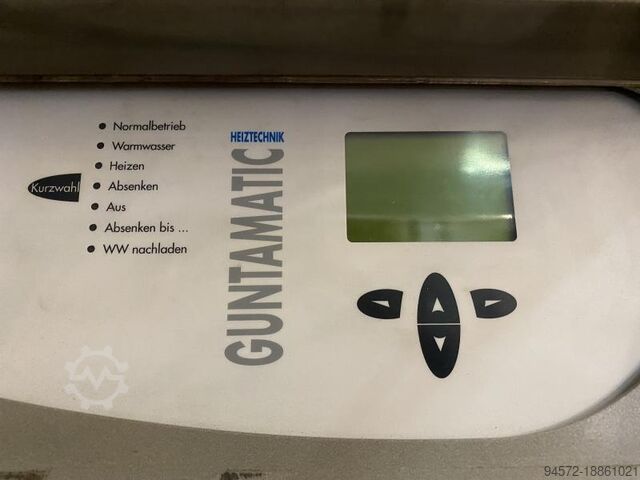 Kurzwahl
Normalbetrieb
Warmwasser
Heizen
Absenken
Aus
Absenken bis ...
WW nachladen
HEIZTECHNIK
GUNTAMATIC
94572-18861021